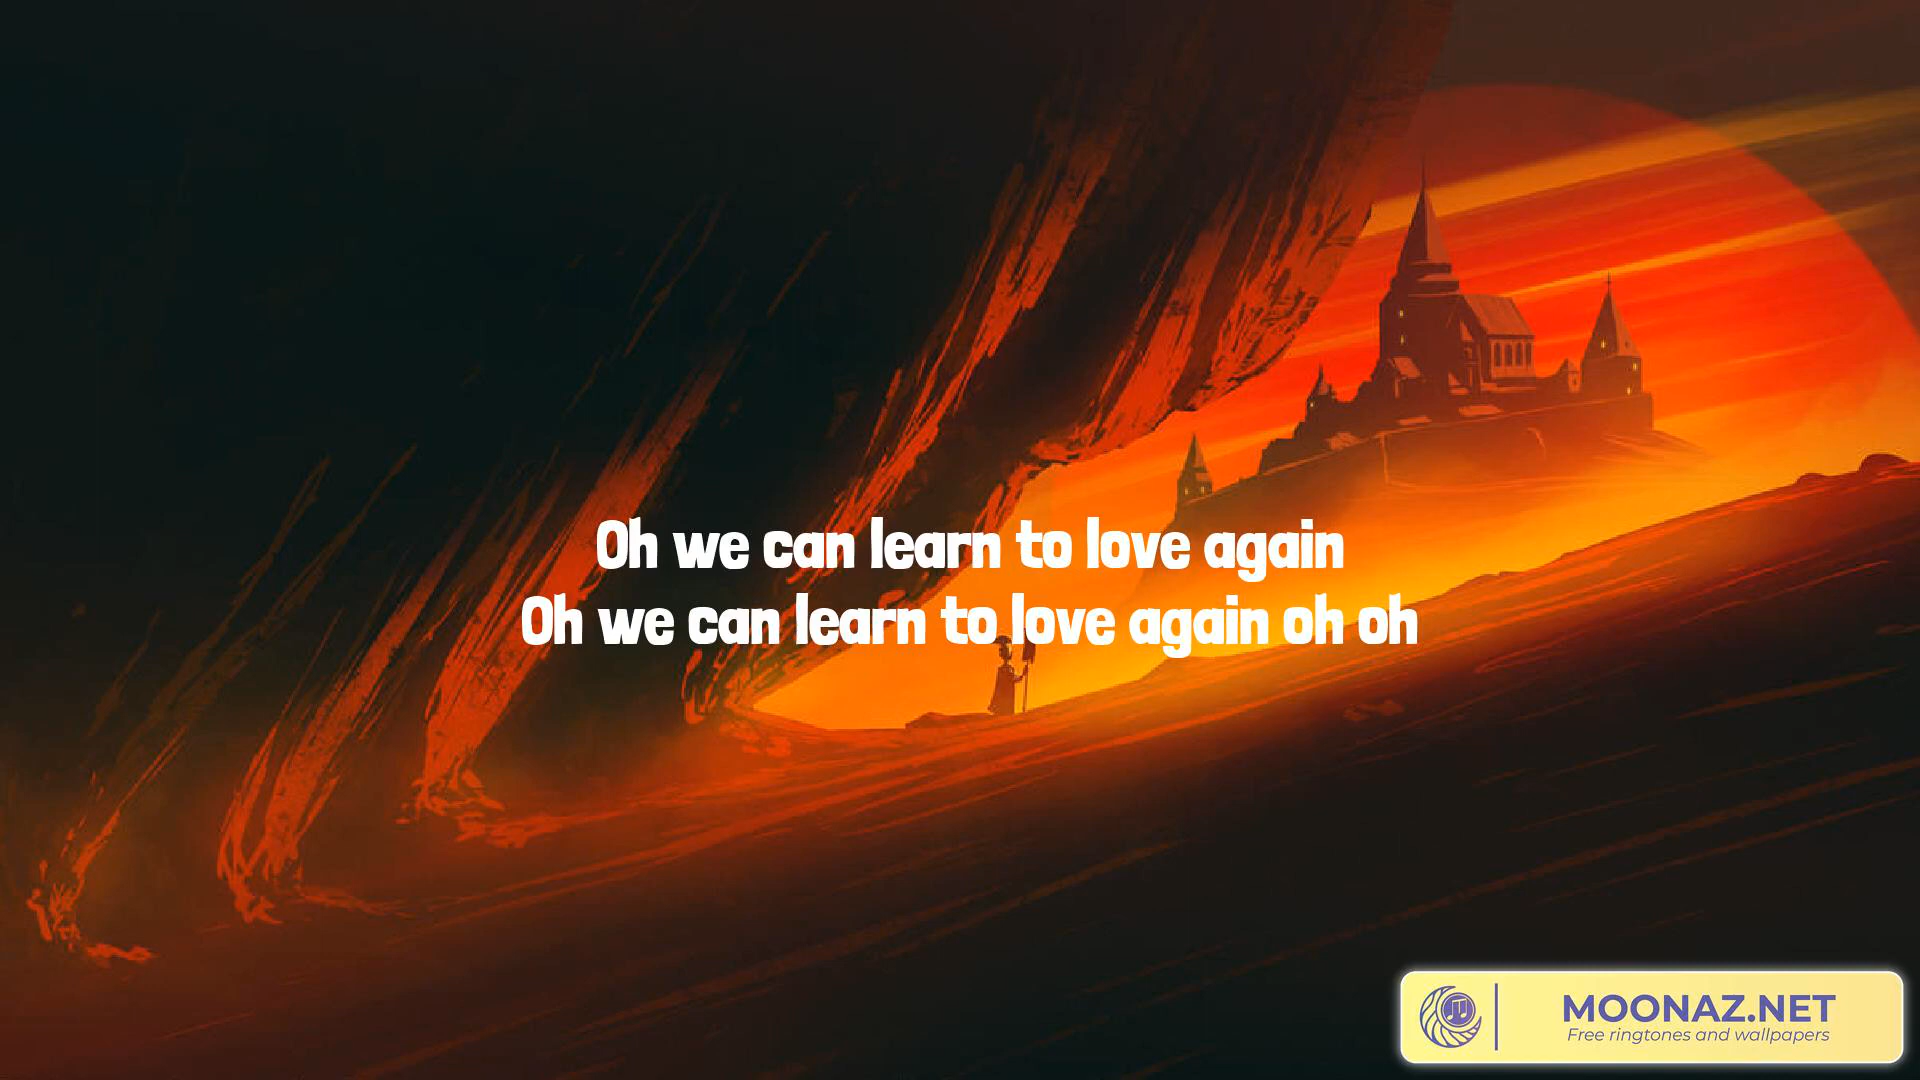 Oh we can learn to love again
Oh we can learn to love again oh oh
MOONAZ.NET
Free ringtones and wallpapers